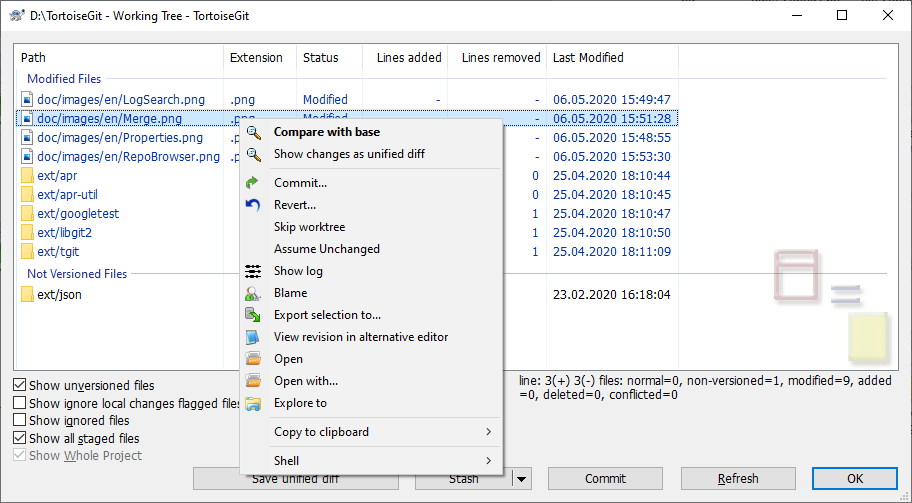 D:\TortoiseGit - Working Tree - TortoiseGit
Path Extension Status Lines added Lines removed Last Modified
Modified Files
doc/images/en/LogSearch.png .png Modified - - 06.05.2020 15:49:47
doc/images/en/Merge.png .png Modified - 06.05.2020 15:51:28
doc/images/en/Properties.png - 06.05.2020 15:48:55
doc/images/en/RepoBrowser.png - 06.05.2020 15:53:30
ext/apr 0 25.04.2020 18:10:44
ext/apr-util 0 25.04.2020 18:10:45
ext/googletest 1 25.04.2020 18:10:47
ext/libgit2 1 25.04.2020 18:10:50
ext/tgit 1 25.04.2020 18:11:09
Not Versioned Files
ext/json 23.02.2020 16:18:04
Compare with base
Show changes as unified diff
Commit...
Revert...
Skip worktree
Assume Unchanged
Show log
Blame
Export selection to...
View revision in alternative editor
Open
Open with...
Explore to
Copy to clipboard
Shell
Show unversioned files
Show ignore local changes flagged files
Show ignored files
Show all staged files
Show Whole Project
line: 3(+) 3(-) files: normal=0, non-versioned=1, modified=9, added
=0, deleted=0, conflicted=0
Save unified diff Stash Commit Refresh OK